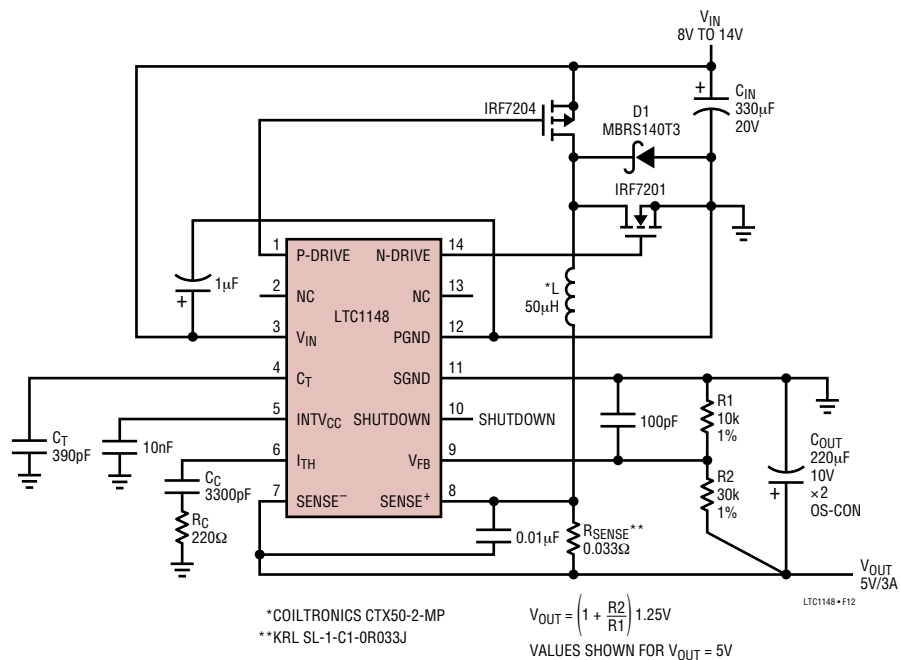 V_IN
8V TO 14V
IRF7204
D1
MBRS140T3
+
C_IN
330µF
20V
IRF7201
1µF
+
1
P-DRIVE
N-DRIVE
14
2
NC
NC
13
LTC1148
3
V_IN
PGND
12
4
C_T
SGND
11
5
INTV_CC
SHUTDOWN
10
SHUTDOWN
6
I_TH
V_FB
9
7
SENSE⁻
SENSE⁺
8
*L
50µH
C_T
390pF
10nF
C_C
3300pF
R_C
220Ω
100pF
R1
10k
1%
R2
30k
1%
C_OUT
220µF
10V
×2
OS-CON
+
0.01µF
R_SENSE**
0.033Ω
V_OUT
5V/3A
LTC1148 • F12
*COILTRONICS CTX50-2-MP
**KRL SL-1-C1-0R033J
V_OUT = (1 + R2/R1) 1.25V
VALUES SHOWN FOR V_OUT = 5V